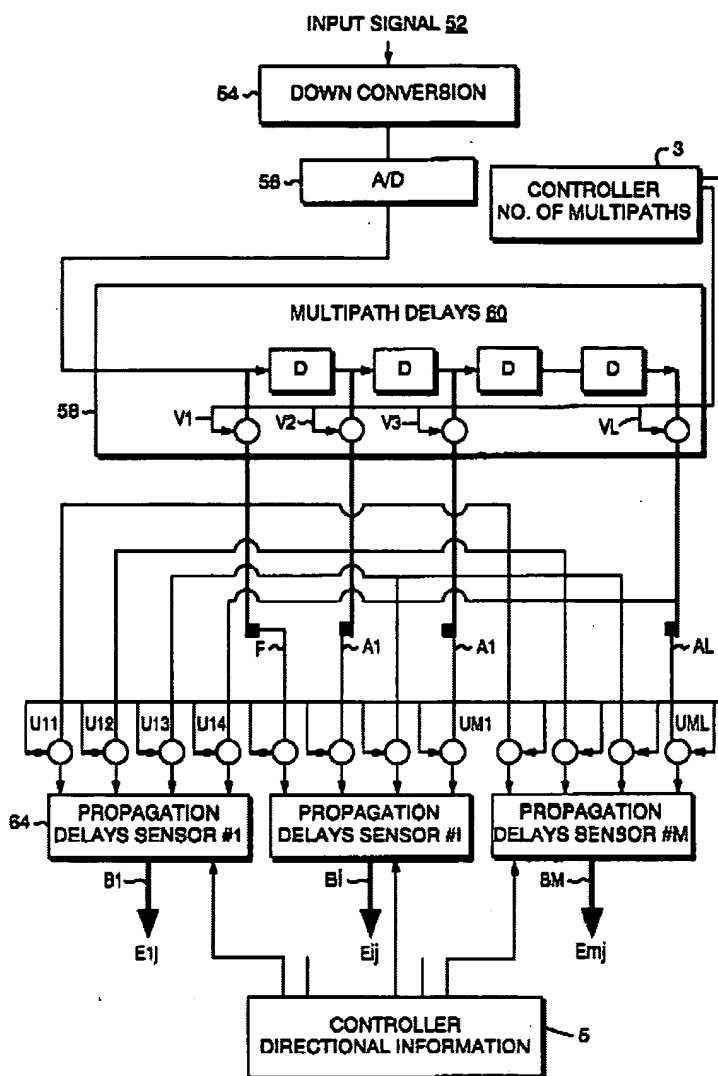 INPUT SIGNAL 52
54
DOWN CONVERSION
56
A/D
3
CONTROLLER
NO. OF MULTIPATHS
MULTIPATH DELAYS 60
D D D D
58
V1 V2 V3 VL
F A1 A1 AL
U11 U12 U13 U14 UM1 UML
64
PROPAGATION
DELAYS SENSOR #1
PROPAGATION
DELAYS SENSOR #I
PROPAGATION
DELAYS SENSOR #M
B1 BI BM
E1j Eij Emj
CONTROLLER
DIRECTIONAL INFORMATION
5